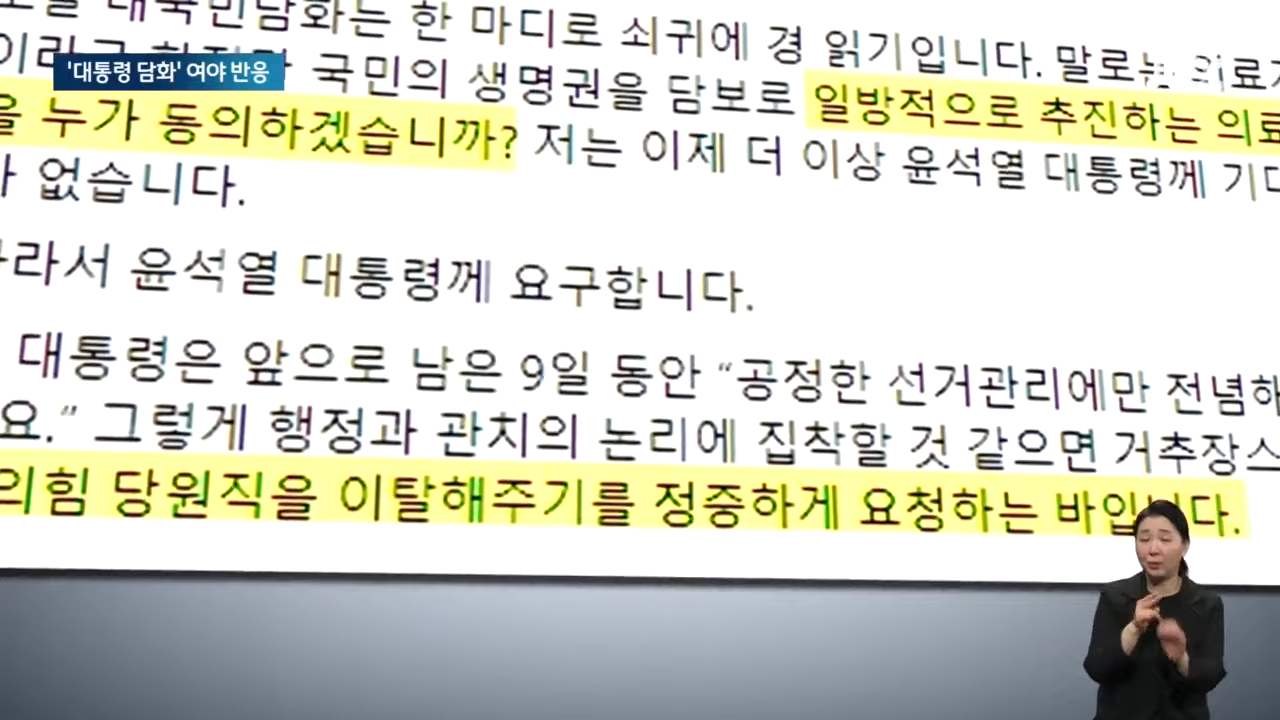 '대통령 담화' 여야 반응
대국민담화는 한 마디로 쇠귀에 경 읽기입니다. 말로는
국민의 생명권을 담보로 일방적으로 추진하는 의료
을 누가 동의하겠습니까? 저는 이제 더 이상 윤석열 대통령께 기대
없습니다.
따라서 윤석열 대통령께 요구합니다.
대통령은 앞으로 남은 9일 동안 “공정한 선거관리에만 전념하
요.” 그렇게 행정과 관치의 논리에 집착할 것 같으면 거추장스
의힘 당원직을 이탈해주기를 정중하게 요청하는 바입니다.